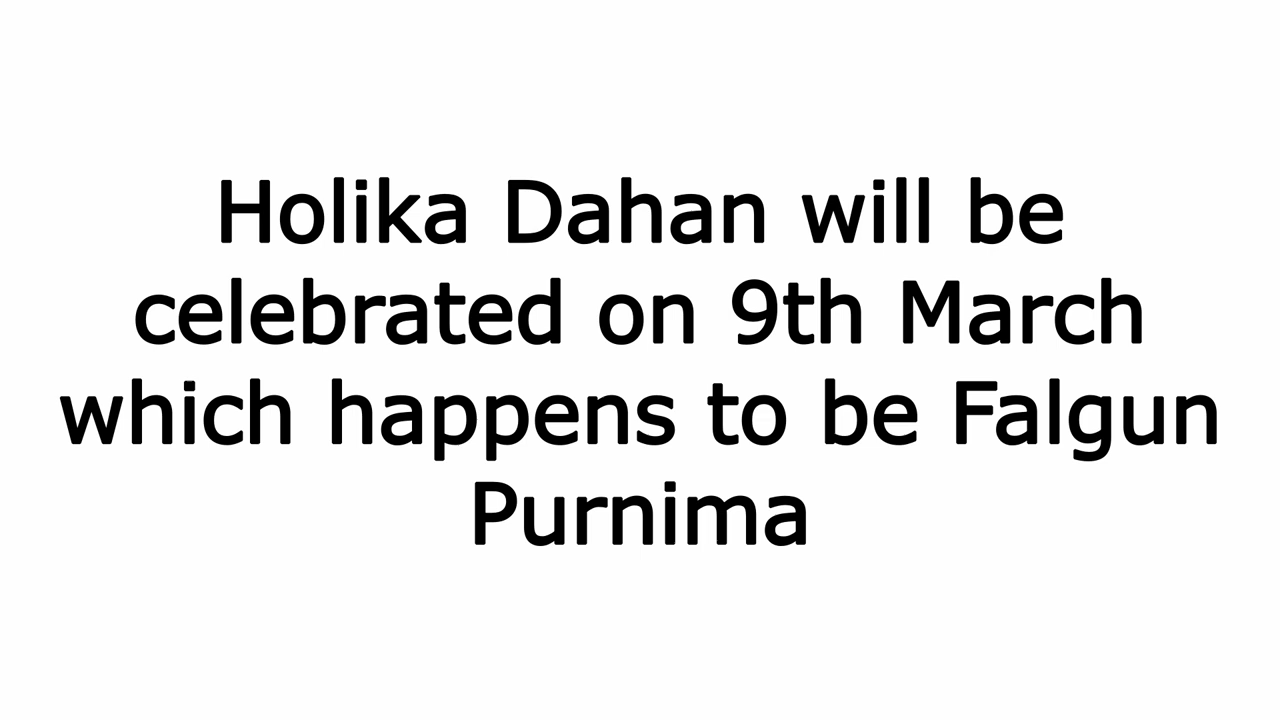 Holika Dahan will be
celebrated on 9th March
which happens to be Falgun
Purnima